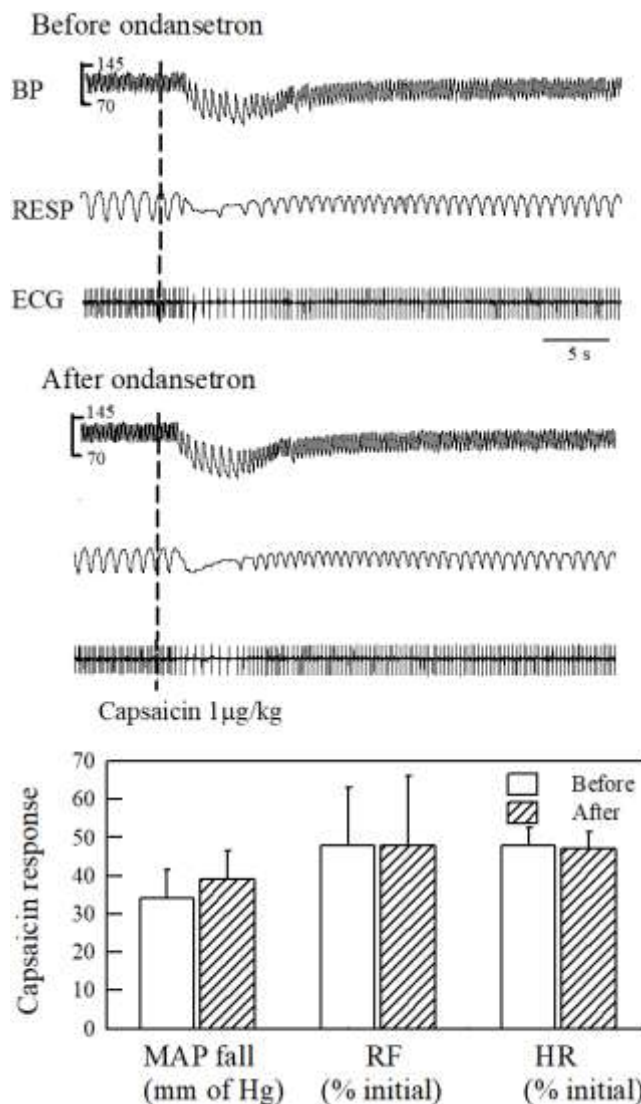 Before ondansetron
145
BP
70
RESP
ECG
5 s
After ondansetron
145
70
Capsaicin 1µg/kg
70
60
50
40
30
20
10
0
Capsaicin response
Before
After
MAP fall RF HR
(mm of Hg) (% initial) (% initial)